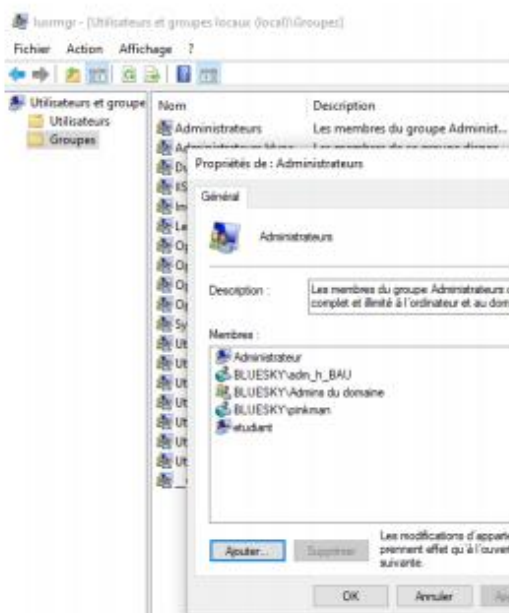 lusrmgr - [Utilisateurs et groupes locaux (local)\Groupes]
Fichier Action Affichage ?
Utilisateurs et groupe
Utilisateurs
Groupes
Nom Description
Administrateurs Les membres du groupe Administ...
Propriétés de : Administrateurs
Général
Administrateurs
Description :
Les membres du groupe Administrateurs
complet et illimité à l'ordinateur et au dom
Membres :
Administrateur
BLUESKY\adm_h_BAU
BLUESKY\Admins du domaine
BLUESKY\pinkman
etudiant
Ajouter... Supprimer
Les modifications d'apparte
prennent effet qu'à l'ouvert
suivante.
OK Annuler